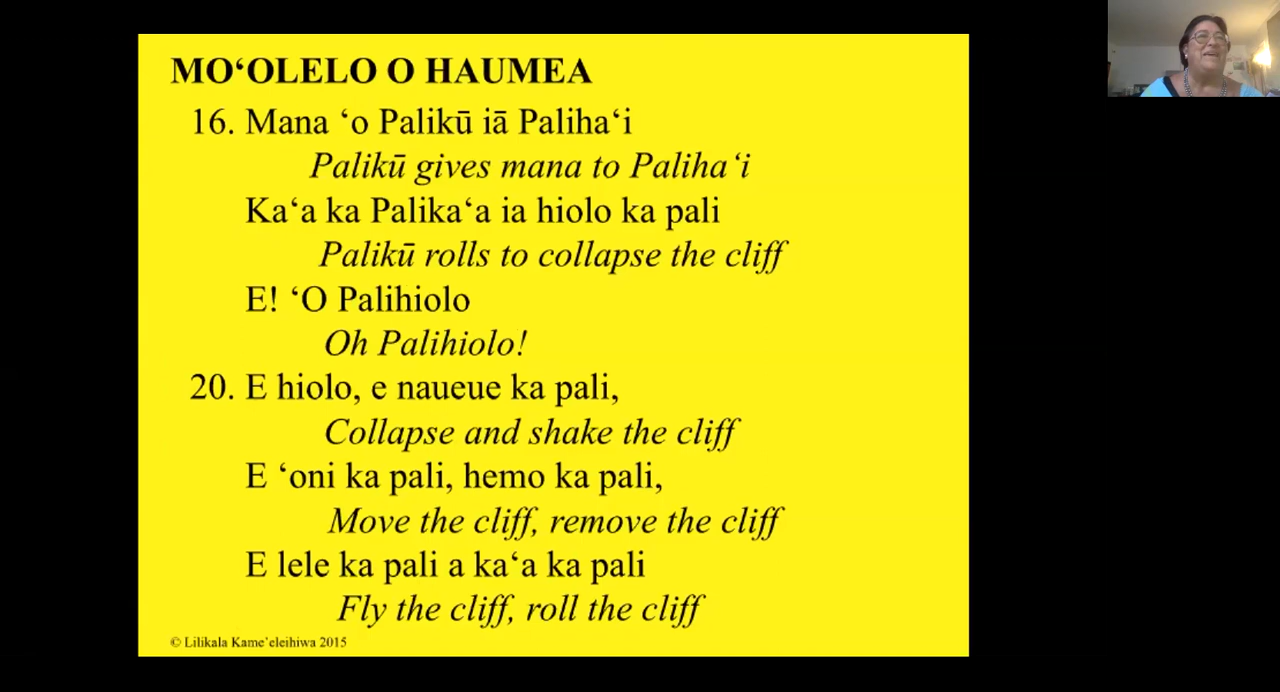 MOʻOLELO O HAUMEA
16. Mana ʻo Palikū iā Palihaʻi
Palikū gives mana to Palihaʻi
Kaʻa ka Palikaʻa ia hiolo ka pali
Palikū rolls to collapse the cliff
E! ʻO Palihiolo
Oh Palihiolo!
20. E hiolo, e naueue ka pali,
Collapse and shake the cliff
E ʻoni ka pali, hemo ka pali,
Move the cliff, remove the cliff
E lele ka pali a kaʻa ka pali
Fly the cliff, roll the cliff
© Lilikala Kame’eleihiwa 2015